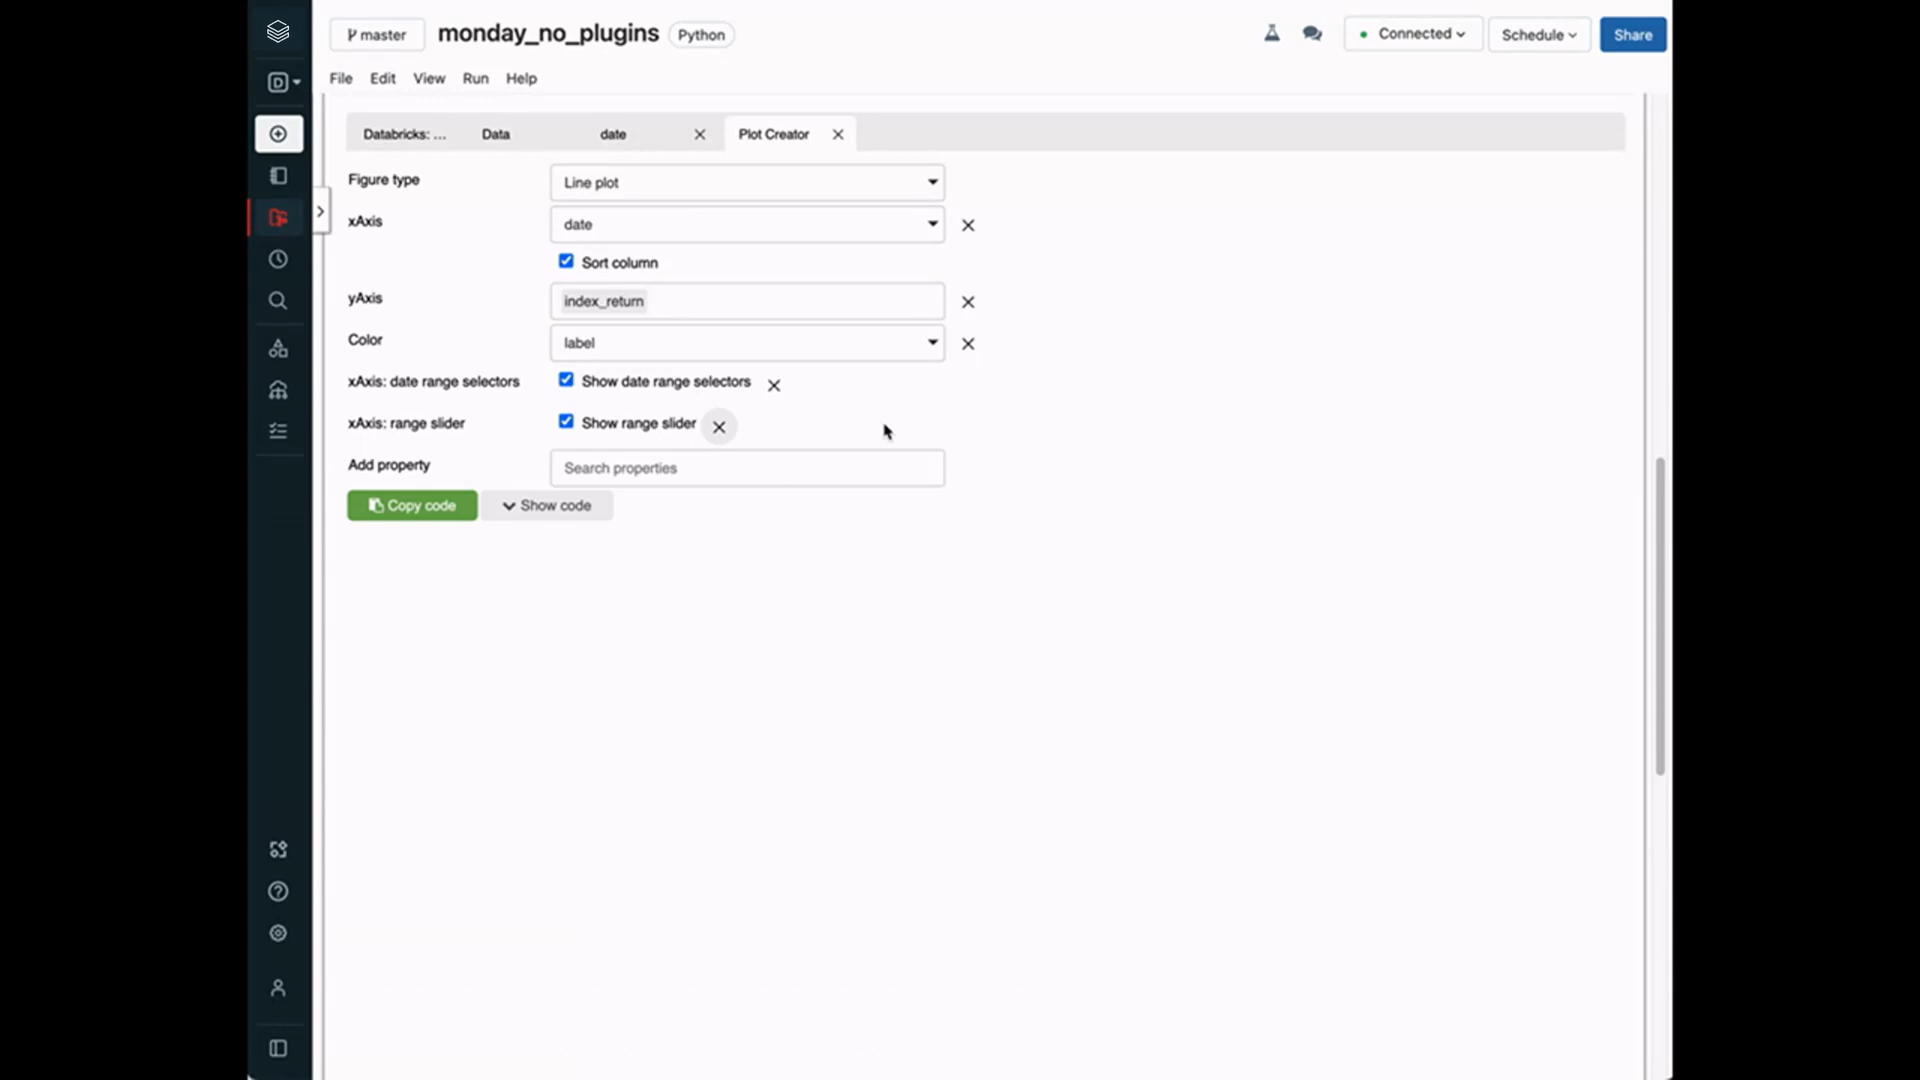 master
monday_no_plugins
Python
Connected
Schedule
Share
D
File Edit View Run Help
Databricks: ...
Data
date
Plot Creator
Figure type
Line plot
xAxis
date
Sort column
yAxis
index_return
Color
label
xAxis: date range selectors
Show date range selectors
xAxis: range slider
Show range slider
Add property
Search properties
Copy code
Show code